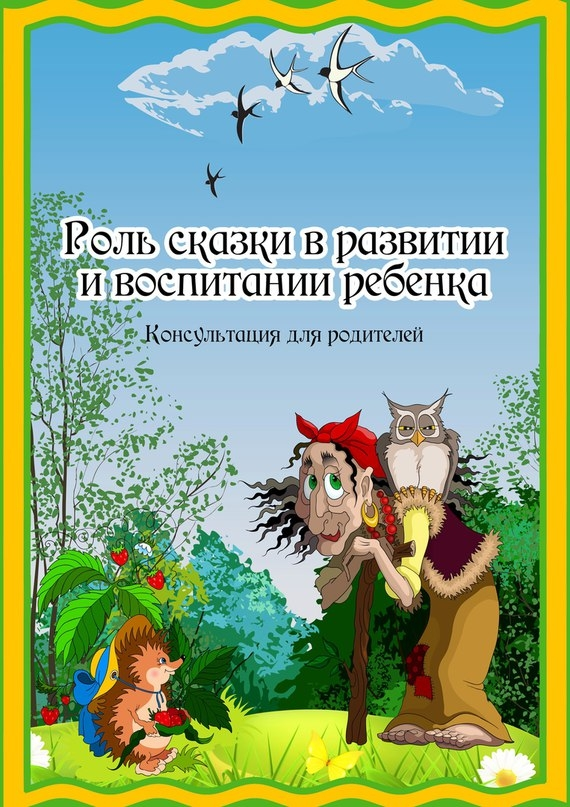 Роль сказки в развитии
и воспитании ребенка
Консультация для родителей